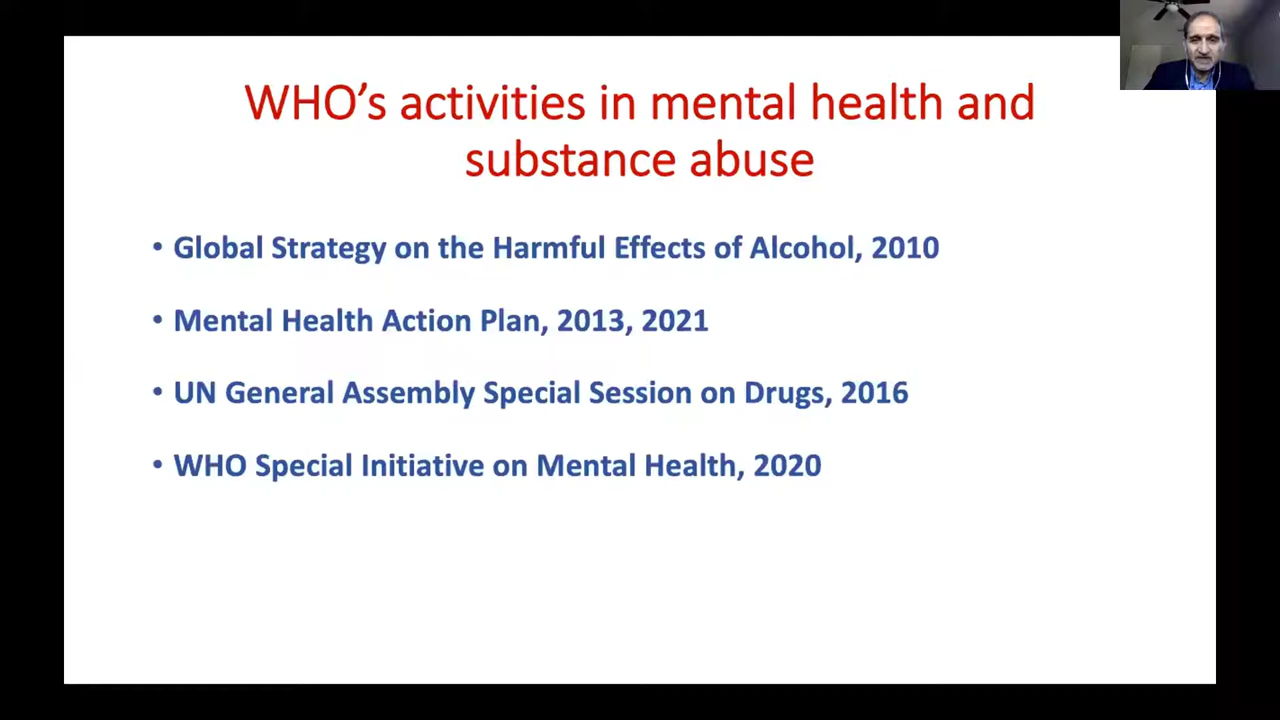 WHO’s activities in mental health and
substance abuse
• Global Strategy on the Harmful Effects of Alcohol, 2010
• Mental Health Action Plan, 2013, 2021
• UN General Assembly Special Session on Drugs, 2016
• WHO Special Initiative on Mental Health, 2020